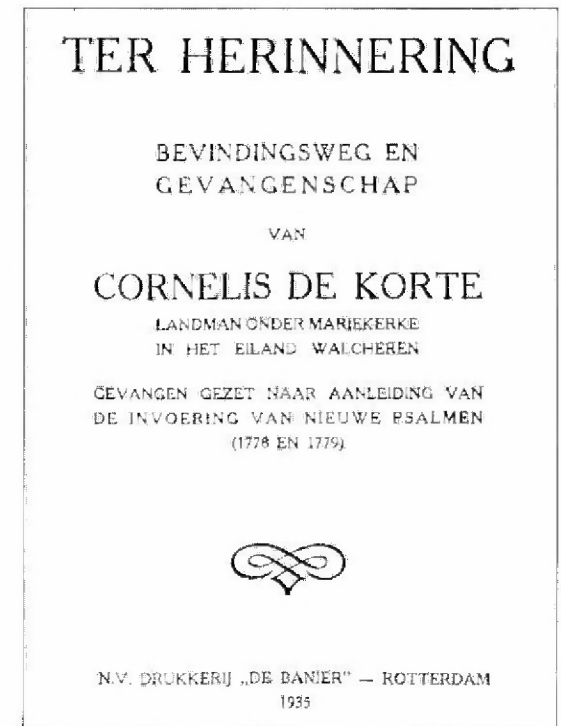 TER HERINNERING
BEVINDINGSWEG EN
GEVANGENSCHAP
VAN
CORNELIS DE KORTE
LANDMAN ONDER MARIEKERKE
IN HET EILAND WALCHEREN
GEVANGEN GEZET NAAR AANLEIDING VAN
DE INVOERING VAN NIEUWE PSALMEN
(1778 EN 1779).
N.V. DRUKKERIJ „DE BANIER" — ROTTERDAM
1935